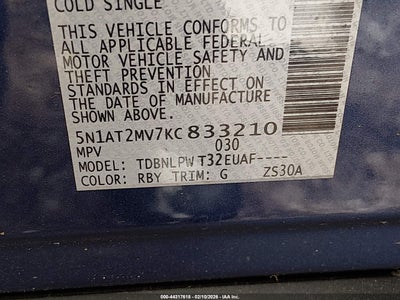 COLD SINGLE
THIS VEHICLE CONFORMS TO
ALL APPLICABLE FEDERAL
MOTOR VEHICLE SAFETY AND
THEFT PREVENTION
STANDARDS IN EFFECT ON
THE DATE OF MANUFACTURE
SHOWN ABOVE.
5N1AT2MV7KC833210
MPV 030
MODEL: TDBNLPWT32EUAF----
COLOR: RBY TRIM: G ZS30A
000-44317618 - 02/10/2026 - IAA, LLC